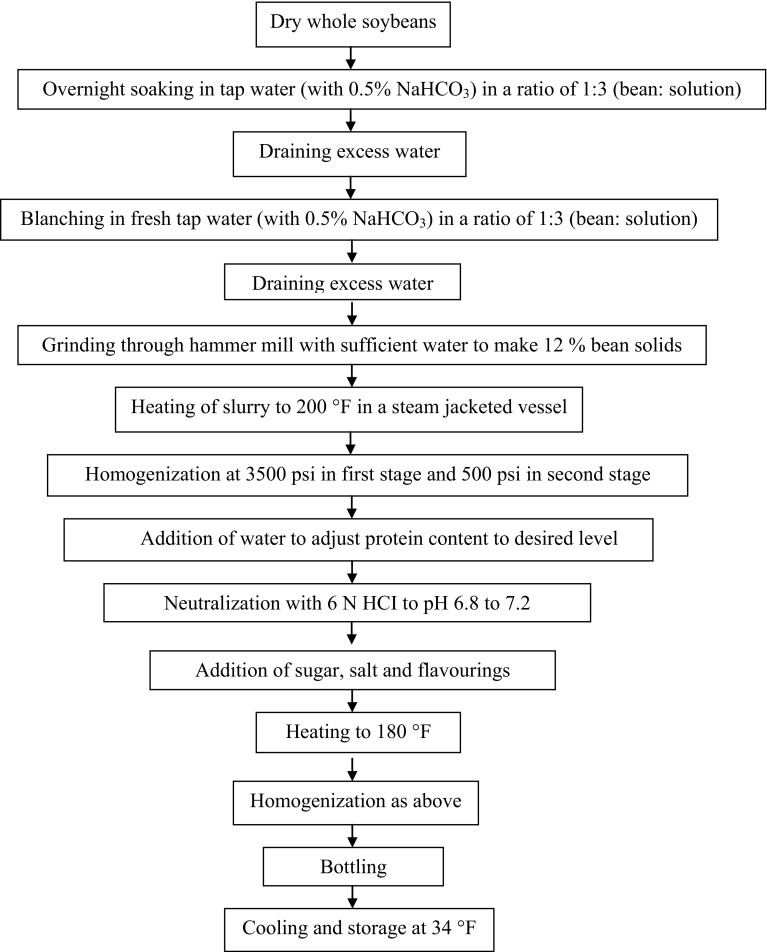 Dry whole soybeans
Overnight soaking in tap water (with 0.5% NaHCO₃) in a ratio of 1:3 (bean: solution)
Draining excess water
Blanching in fresh tap water (with 0.5% NaHCO₃) in a ratio of 1:3 (bean: solution)
Draining excess water
Grinding through hammer mill with sufficient water to make 12 % bean solids
Heating of slurry to 200 °F in a steam jacketed vessel
Homogenization at 3500 psi in first stage and 500 psi in second stage
Addition of water to adjust protein content to desired level
Neutralization with 6 N HCI to pH 6.8 to 7.2
Addition of sugar, salt and flavourings
Heating to 180 °F
Homogenization as above
Bottling
Cooling and storage at 34 °F